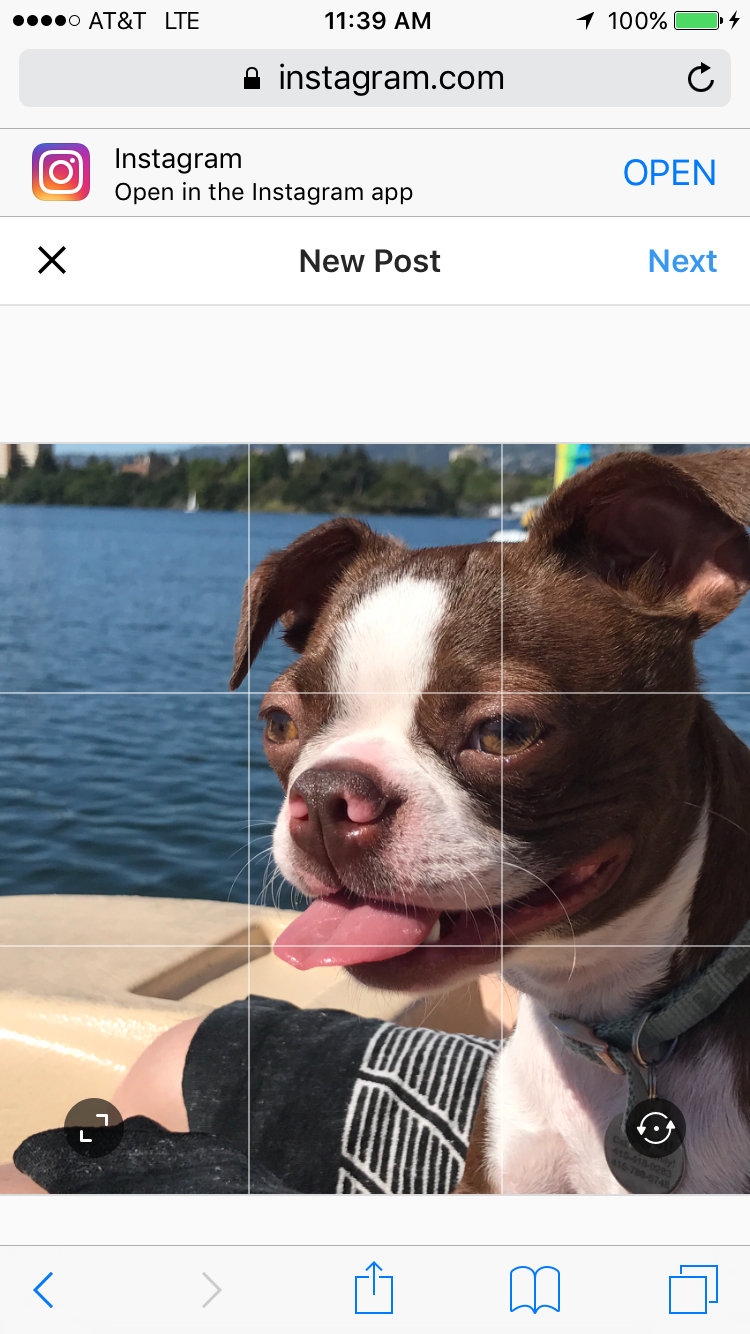 AT&T LTE 11:39 AM 100%
instagram.com
Instagram
Open in the Instagram app
OPEN
New Post
Next